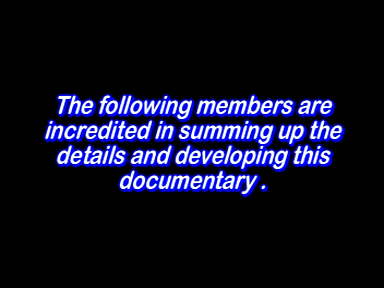 The following members are
incredited in summing up the
details and developing this
documentary .